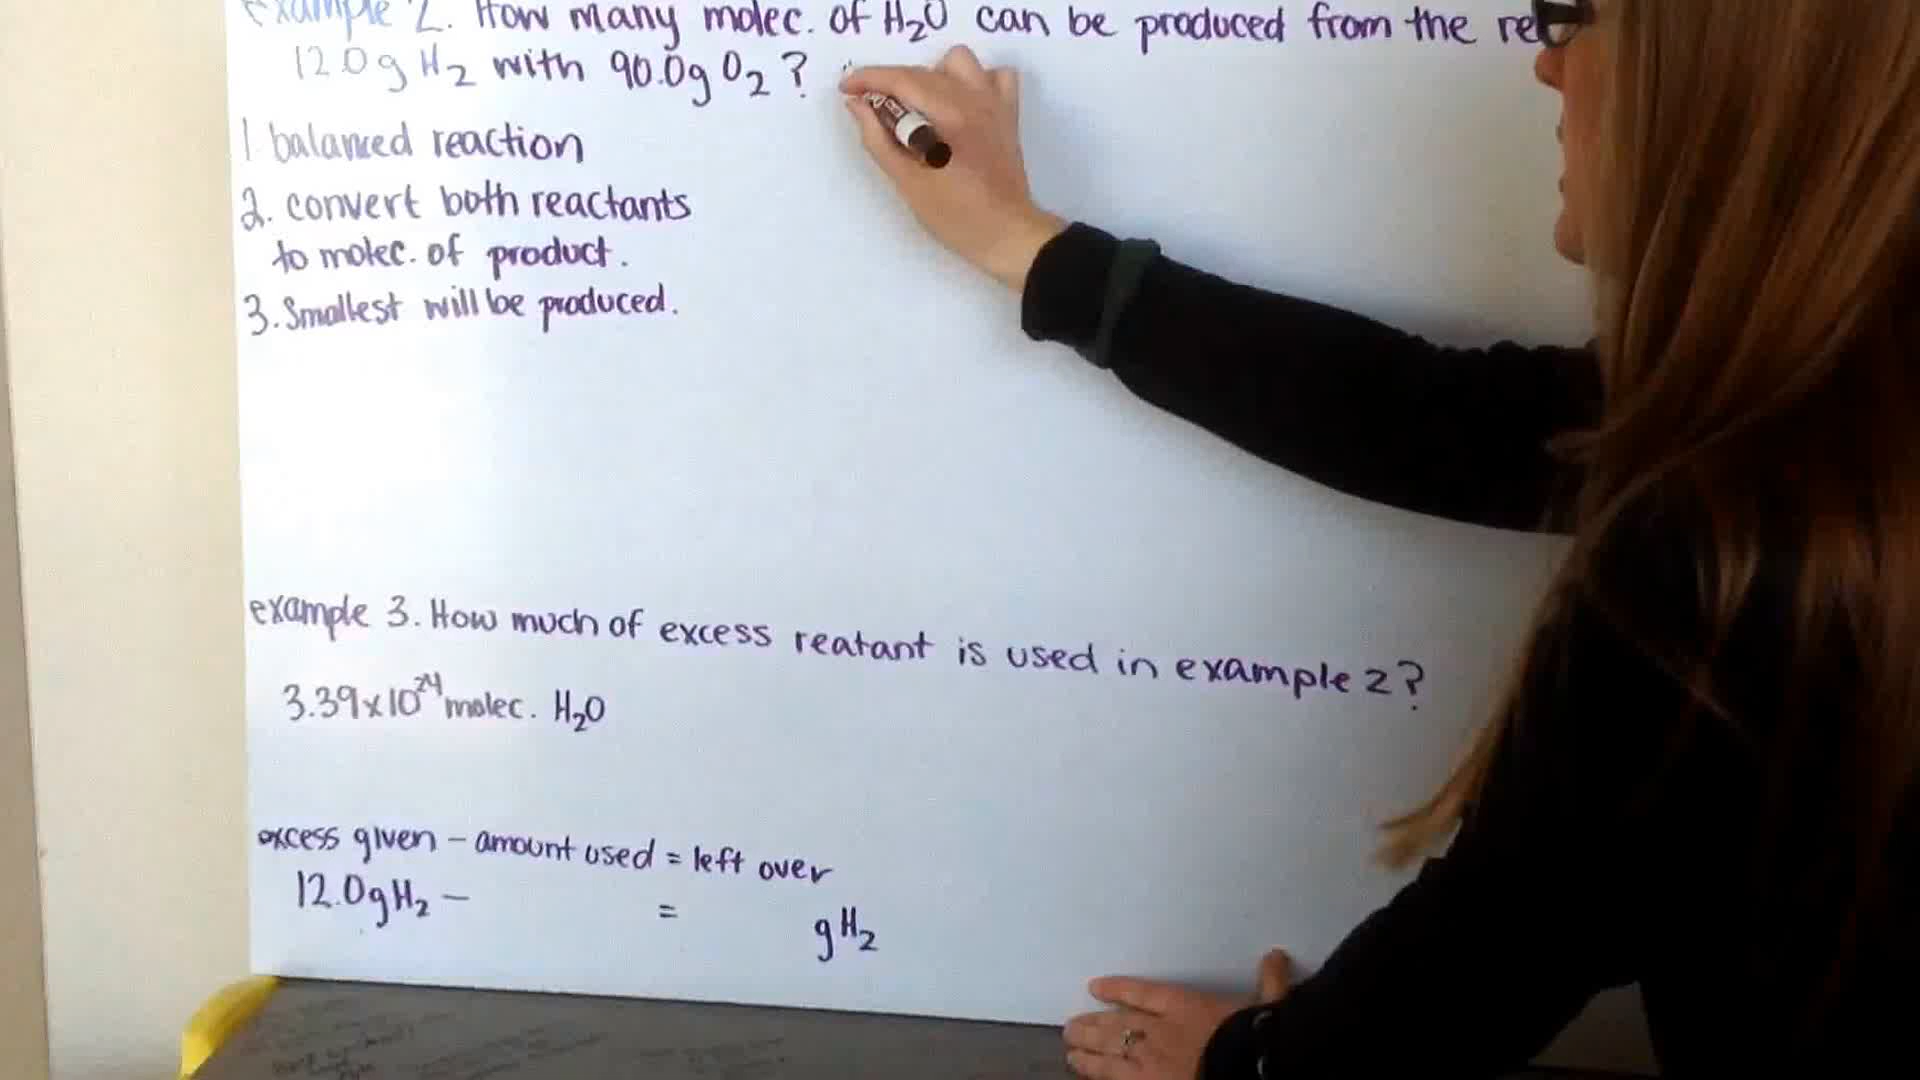 example 2. How many molec. of H₂O can be produced from the
12.0g H₂ with 90.0g O₂?
1. balanced reaction
2. convert both reactants
to molec. of product.
3. Smallest will be produced.
example 3. How much of excess reatant is used in example 2?
3.39x10²⁴ molec. H₂O
excess given - amount used = left over
12.0g H₂ - = g H₂